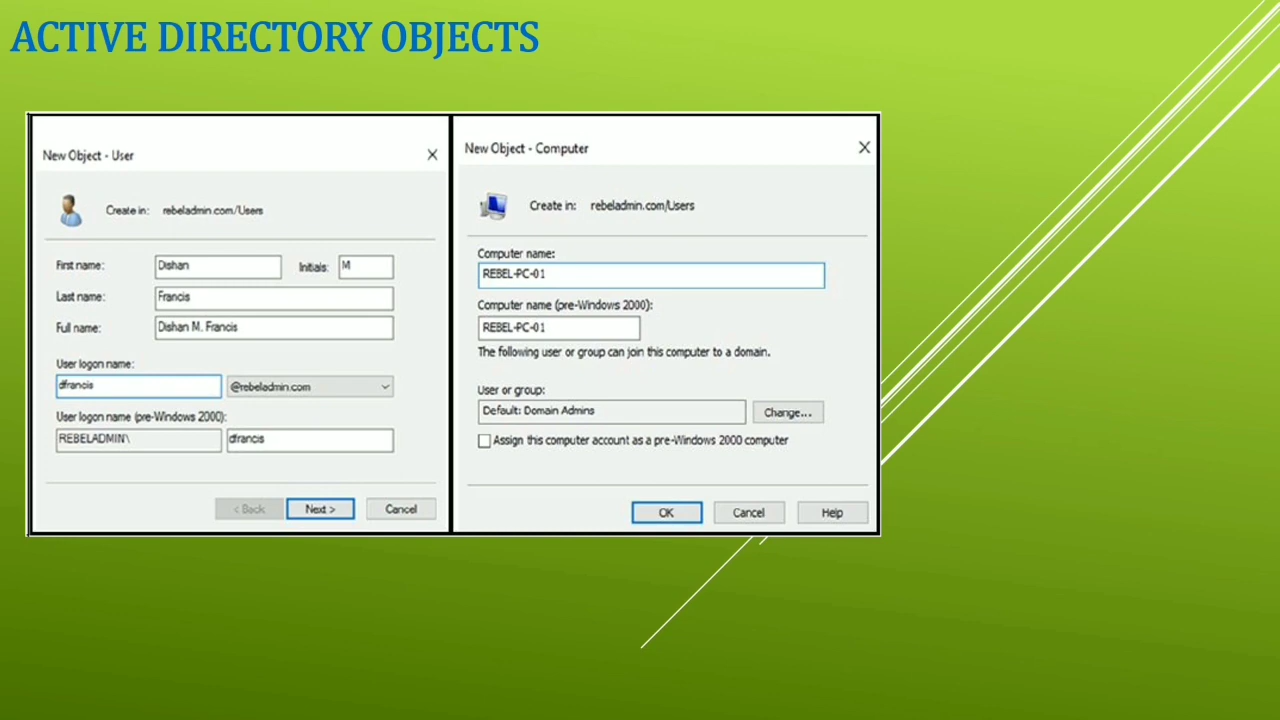 ACTIVE DIRECTORY OBJECTS
New Object - User
Create in: rebeladmin.com/Users
First name: Dishan Initials: M
Last name: Francis
Full name: Dishan M. Francis
User logon name:
dfrancis @rebeladmin.com
User logon name (pre-Windows 2000):
REBELADMIN\ dfrancis
< Back Next > Cancel
New Object - Computer
Create in: rebeladmin.com/Users
Computer name:
REBEL-PC-01
Computer name (pre-Windows 2000):
REBEL-PC-01
The following user or group can join this computer to a domain.
User or group:
Default: Domain Admins Change...
Assign this computer account as a pre-Windows 2000 computer
OK Cancel Help